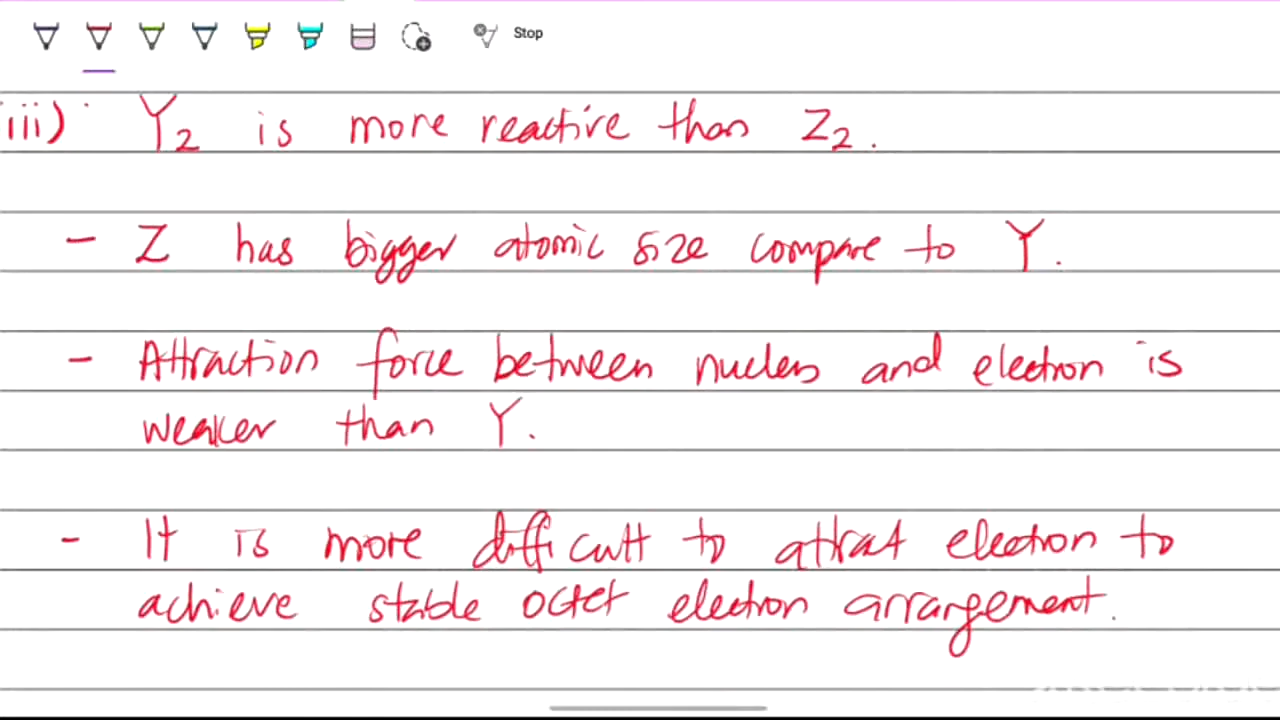 Stop
iii) Y2 is more reactive than Z2.
- Z has bigger atomic size compare to Y.
- Attraction force between nucleus and electron is
weaker than Y.
- It is more difficult to attract electron to
achieve stable octet electron arrangement.